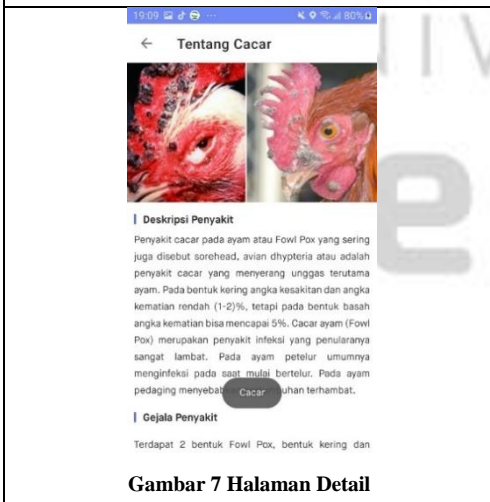 19:09 80%
← Tentang Cacar
Deskripsi Penyakit
Penyakit cacar pada ayam atau Fowl Pox yang sering
juga disebut sorehead, avian dhypteria atau adalah
penyakit cacar yang menyerang unggas terutama
ayam. Pada bentuk kering angka kesakitan dan angka
kematian rendah (1-2)%, tetapi pada bentuk basah
angka kematian bisa mencapai 5%. Cacar ayam (Fowl
Pox) merupakan penyakit infeksi yang penularanya
sangat lambat. Pada ayam petelur umumnya
menginfeksi pada saat mulai bertelur. Pada ayam
pedaging menyebab Cacar uhan terhambat.
Gejala Penyakit
Terdapat 2 bentuk Fowl Pox, bentuk kering dan
Gambar 7 Halaman Detail